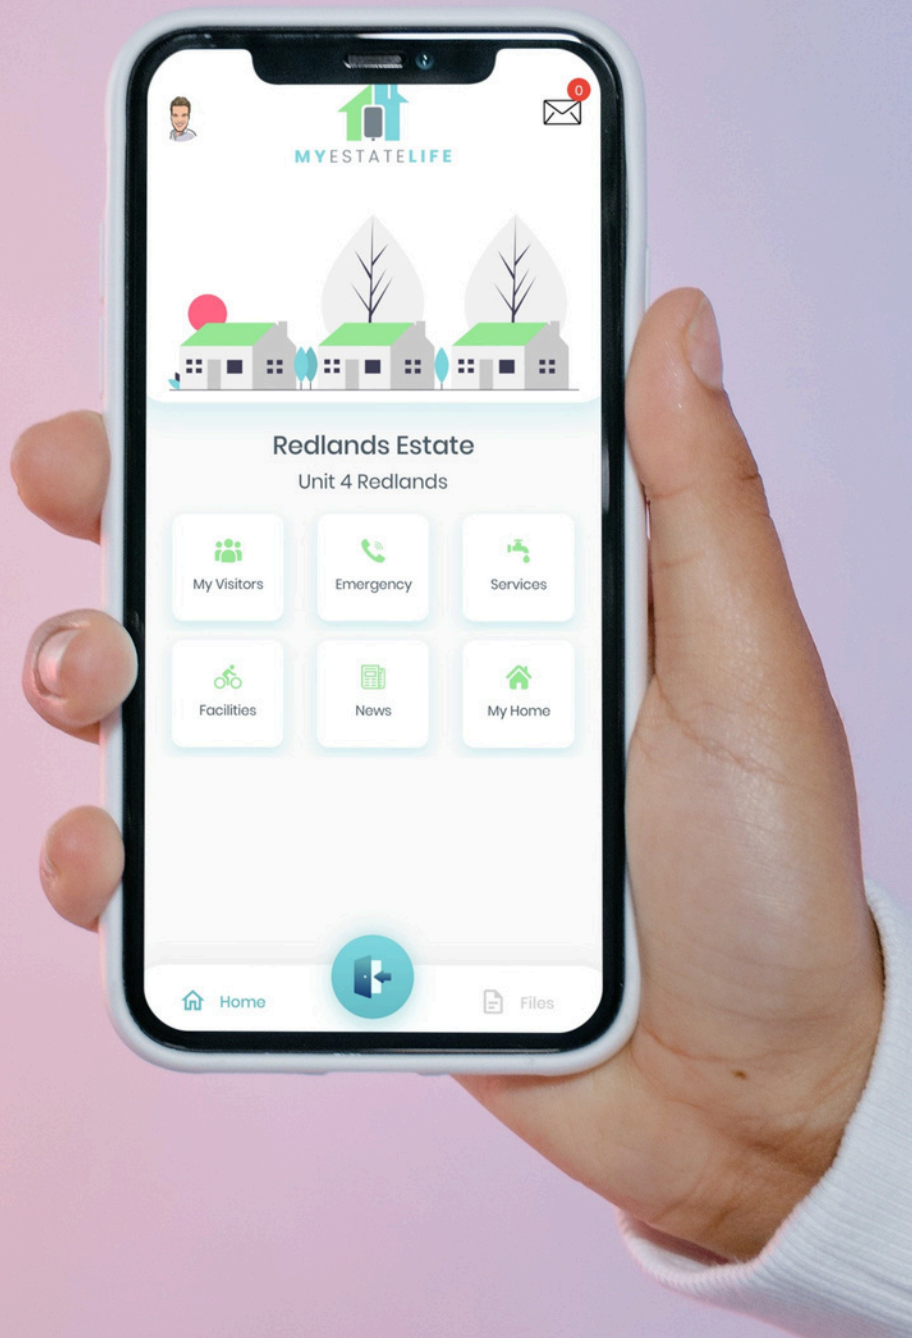 0
MYESTATELIFE
Redlands Estate
Unit 4 Redlands
My Visitors
Emergency
Services
Facilities
News
My Home
Home
Files